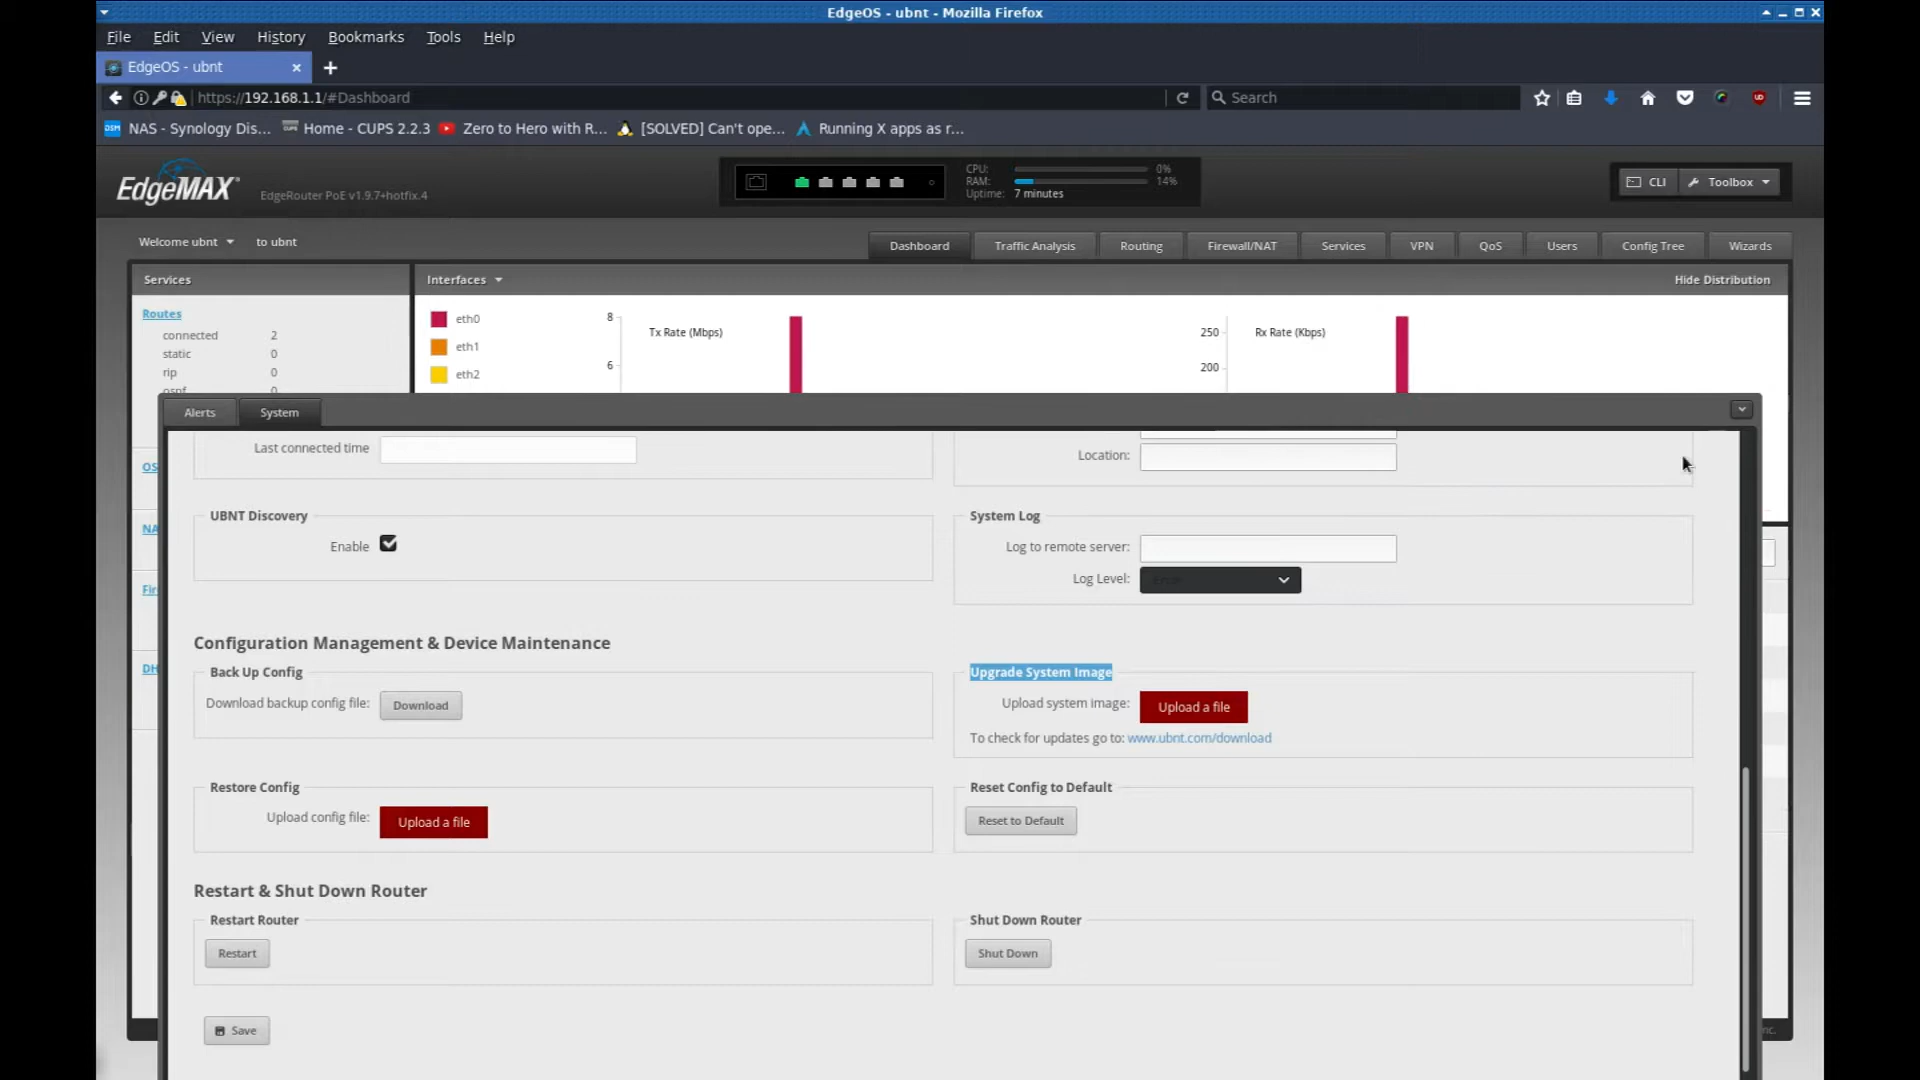 EdgeOS - ubnt - Mozilla Firefox
File Edit View History Bookmarks Tools Help
EdgeOS - ubnt
https://192.168.1.1/#Dashboard Search
NAS - Synology Dis... Home - CUPS 2.2.3 Zero to Hero with R... [SOLVED] Can't ope... Running X apps as r...
EdgeMAX EdgeRouter PoE v1.9.7+hotfix.4
CPU: 0%
RAM: 14%
Uptime: 7 minutes
CLI Toolbox
Welcome ubnt to ubnt
Dashboard Traffic Analysis Routing Firewall/NAT Services VPN QoS Users Config Tree Wizards
Services Interfaces Hide Distribution
Routes
connected 2
static 0
rip 0
ospf 0
OS
NA
Fir
DH
eth0
eth1
eth2
8
6
Tx Rate (Mbps)
250
200
Rx Rate (Kbps)
Alerts System
Last connected time
Location:
UBNT Discovery
Enable
System Log
Log to remote server:
Log Level:
Configuration Management & Device Maintenance
Back Up Config
Download backup config file: Download
Upgrade System Image
Upload system image: Upload a file
To check for updates go to: www.ubnt.com/download
Restore Config
Upload config file: Upload a file
Reset Config to Default
Reset to Default
Restart & Shut Down Router
Restart Router
Restart
Shut Down Router
Shut Down
Save
nc.